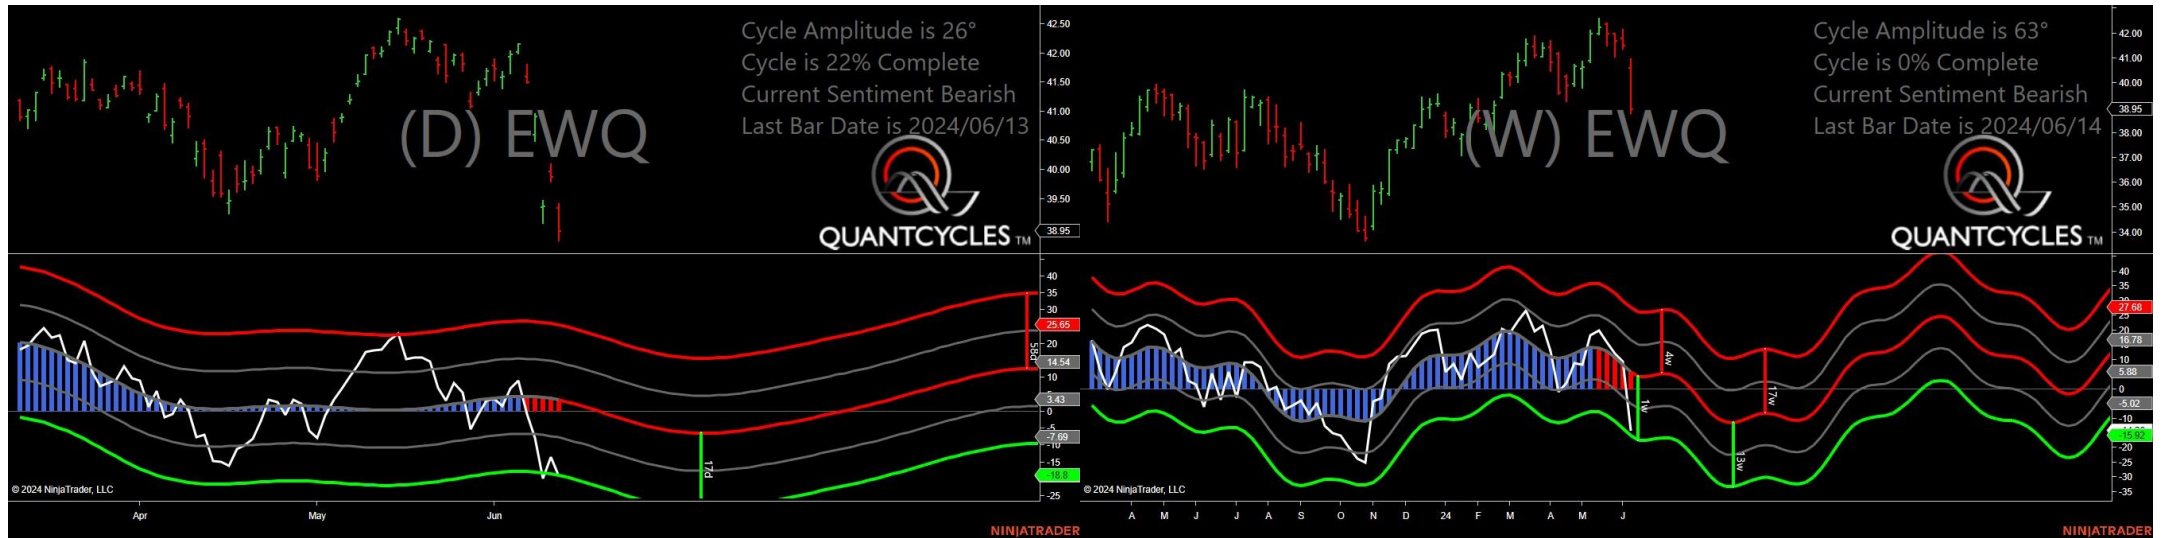 Cycle Amplitude is 26°
Cycle is 22% Complete
Current Sentiment Bearish
Last Bar Date is 2024/06/13
(D) EWQ
QUANTCYCLES TM
42.50
42.00
41.50
41.00
40.50
40.00
39.50
38.95
40
35
30
25.65
20
14.54
10
3.43
0
-5
-7.69
-10
-15
-18.8
-25
58d
17d
© 2024 NinjaTrader, LLC
Apr
May
Jun
NINJATRADER
Cycle Amplitude is 63°
Cycle is 0% Complete
Current Sentiment Bearish
Last Bar Date is 2024/06/14
(W) EWQ
QUANTCYCLES TM
42.00
41.00
40.00
38.95
38.00
37.00
36.00
35.00
34.00
40
35
27.68
25
16.78
10
5.88
0
-5.02
-10
-15.92
-20
-25
-30
-35
4w
1w
17w
13w
© 2024 NinjaTrader, LLC
A
M
J
J
A
S
O
N
D
24
F
M
A
M
J
NINJATRADER